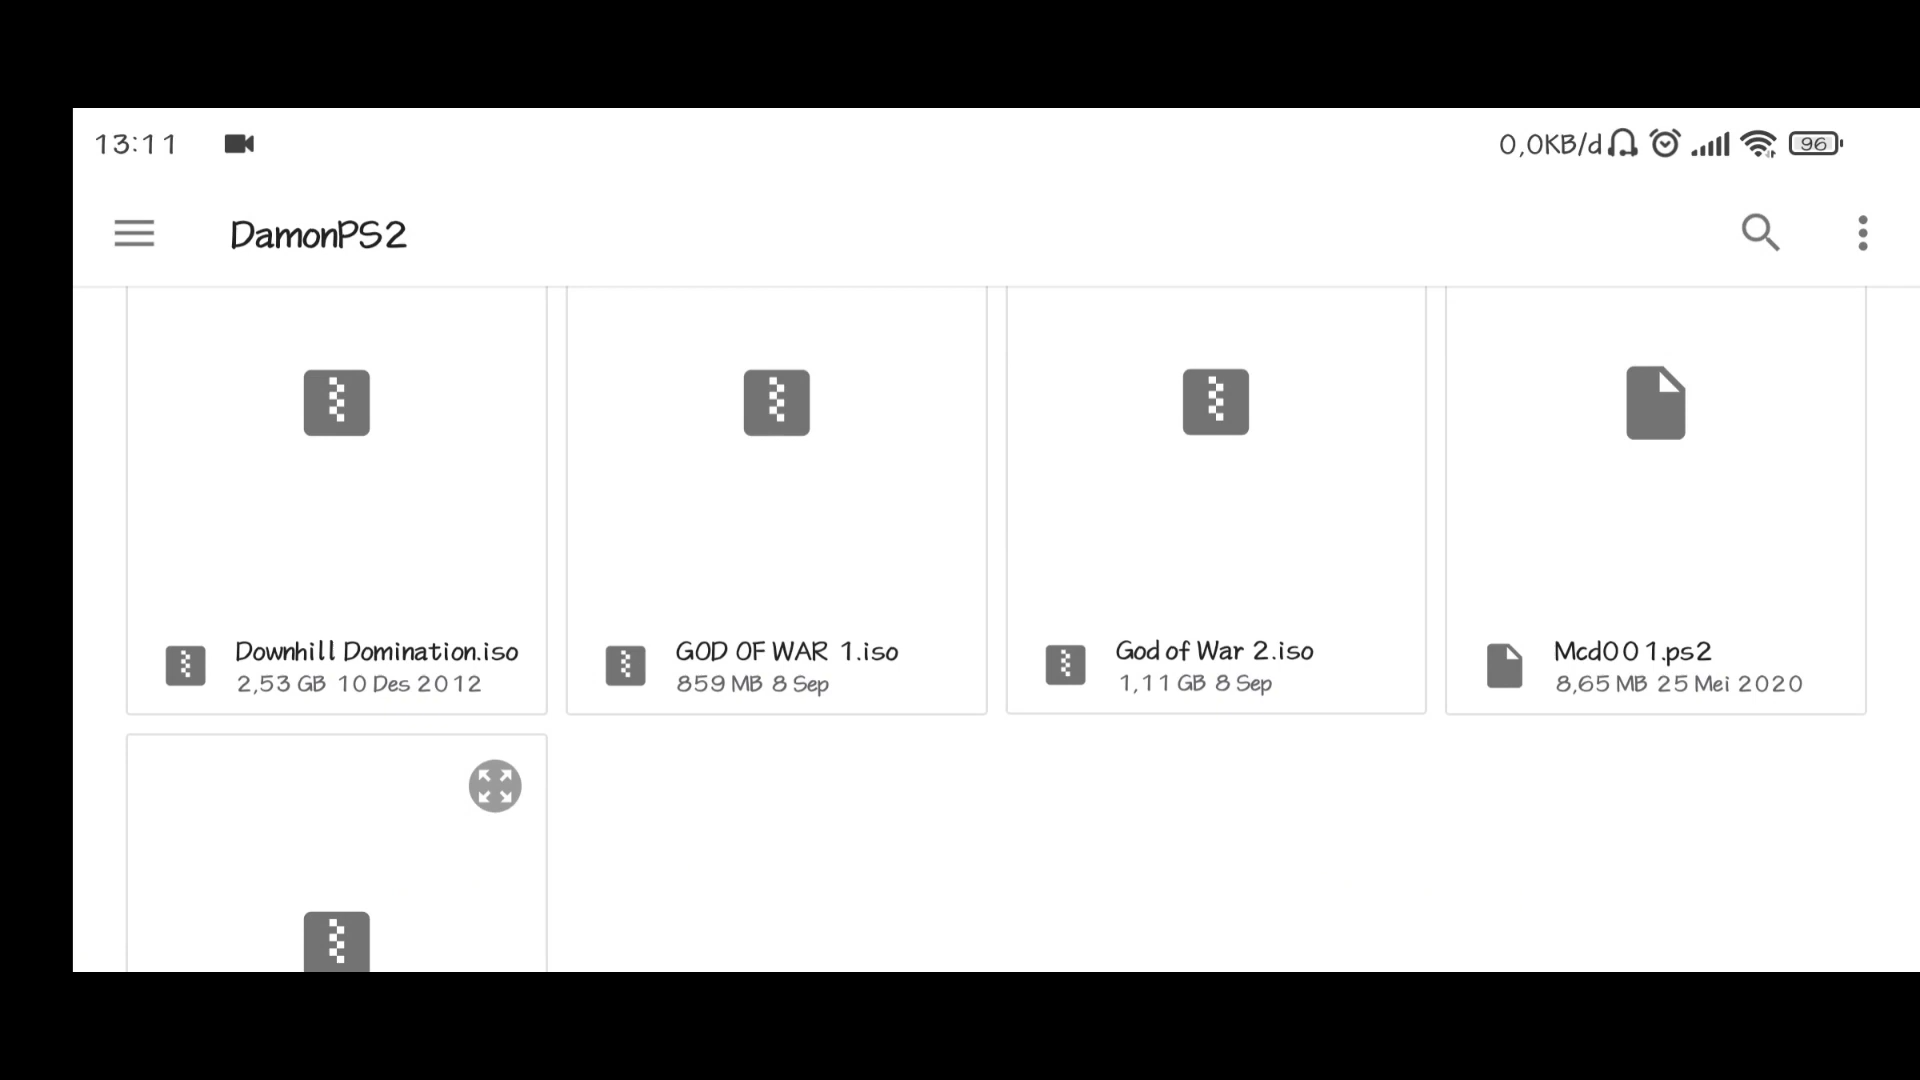 13:11
0,0KB/d
96
DamonPS2
Downhill Domination.iso
2,53 GB 10 Des 2012
GOD OF WAR 1.iso
859 MB 8 Sep
God of War 2.iso
1,11 GB 8 Sep
Mcd001.ps2
8,65 MB 25 Mei 2020